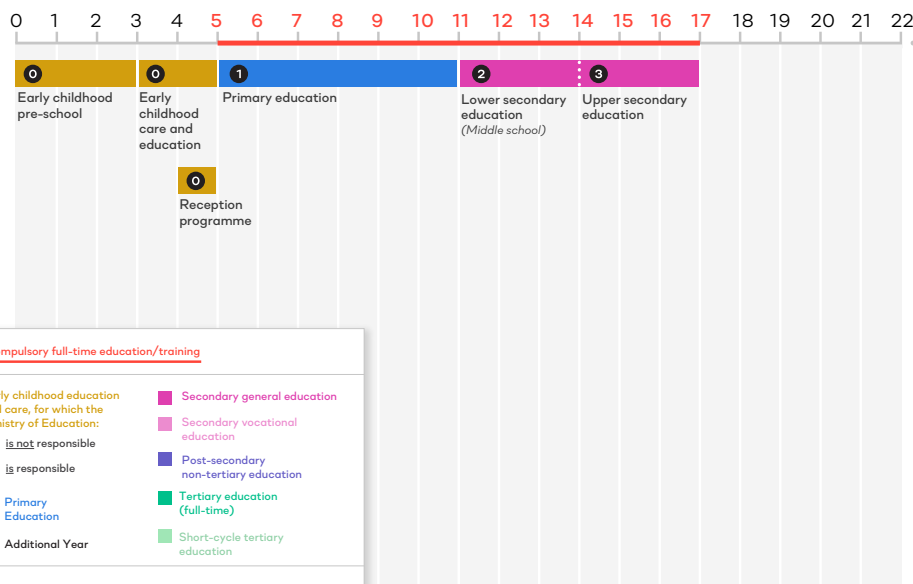 0 1 2 3 4 5 6 7 8 9 10 11 12 13 14 15 16 17 18 19 20 21 22
0 0 1 2 3
Early childhood
pre-school
Early
childhood
care and
education
Primary education
Lower secondary
education
(Middle school)
Upper secondary
education
0
Reception
programme
mpulsory full-time education/training
ly childhood education
care, for which the
istry of Education:
is not responsible
is responsible
Primary
Education
Additional Year
Secondary general education
Secondary vocational
education
Post-secondary
non-tertiary education
Tertiary education
(full-time)
Short-cycle tertiary
education